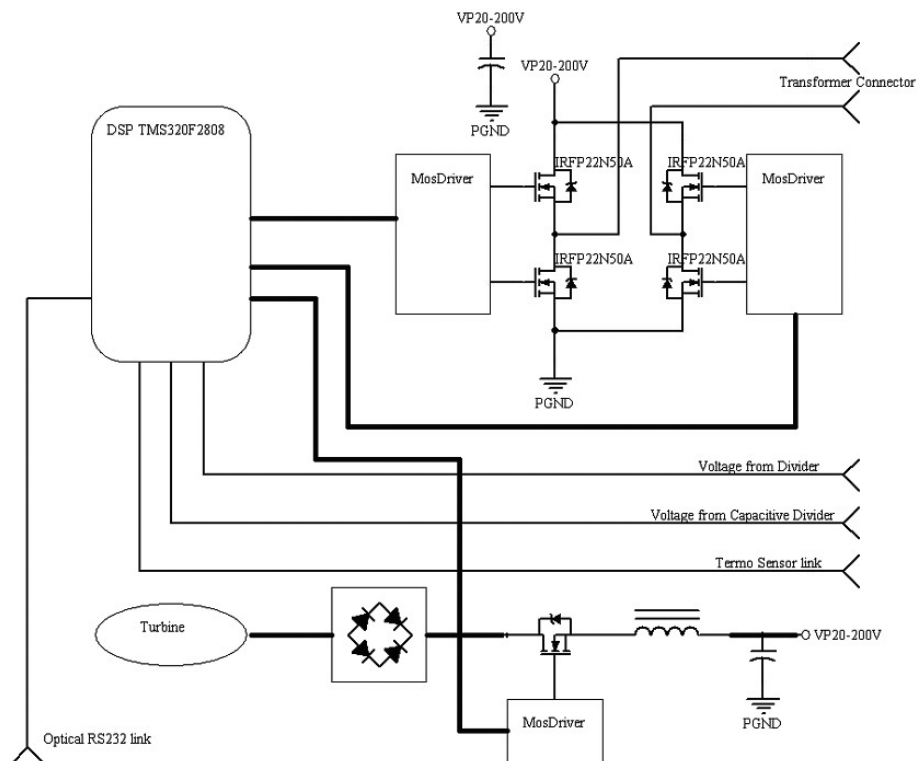 VP20-200V
VP20-200V
Transformer Connector
PGND
DSP TMS320F2808
IRFP22N50A
IRFP22N50A
MosDriver
MosDriver
IRFP22N50A
IRFP22N50A
PGND
Voltage from Divider
Voltage from Capacitive Divider
Termo Sensor link
Turbine
VP20-200V
MosDriver
PGND
Optical RS232 link